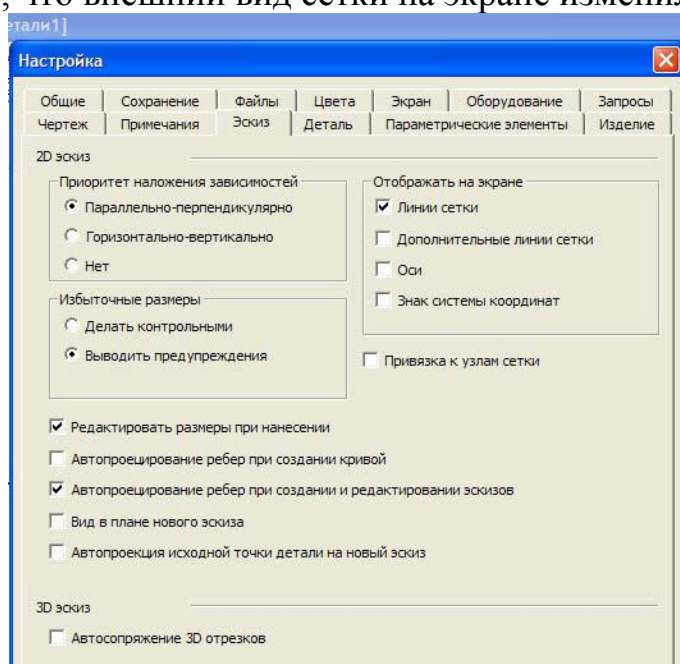 , что внешний вид сетки на экране изменил
етали1]
Настройка
Общие Сохранение Файлы Цвета Экран Оборудование Запросы
Чертеж Примечания Эскиз Деталь Параметрические элементы Изделие
2D эскиз
Приоритет наложения зависимостей
Параллельно-перпендикулярно
Горизонтально-вертикально
Нет
Избыточные размеры
Делать контрольными
Выводить предупреждения
Отображать на экране
Линии сетки
Дополнительные линии сетки
Оси
Знак системы координат
Привязка к узлам сетки
Редактировать размеры при нанесении
Автопроецирование ребер при создании кривой
Автопроецирование ребер при создании и редактировании эскизов
Вид в плане нового эскиза
Автопроекция исходной точки детали на новый эскиз
3D эскиз
Автосопряжение 3D отрезков